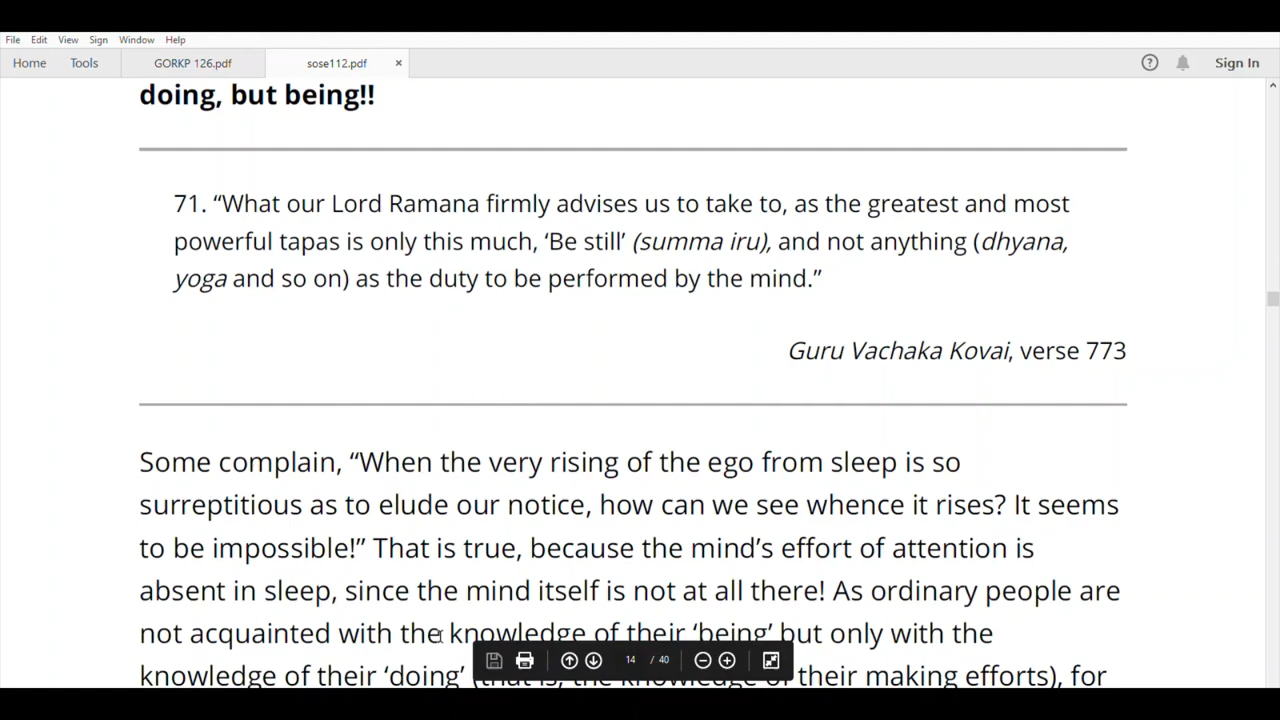 File Edit View Sign Window Help
Home Tools GORKP 126.pdf sose112.pdf × ? Sign In
doing, but being!!
71. “What our Lord Ramana firmly advises us to take to, as the greatest and most
powerful tapas is only this much, ‘Be still’ (summa iru), and not anything (dhyana,
yoga and so on) as the duty to be performed by the mind.”
Guru Vachaka Kovai, verse 773
Some complain, “When the very rising of the ego from sleep is so
surreptitious as to elude our notice, how can we see whence it rises? It seems
to be impossible!” That is true, because the mind’s effort of attention is
absent in sleep, since the mind itself is not at all there! As ordinary people are
not acquainted with the knowledge of their ‘being’ but only with the
knowledge of their ‘doing’ (that is, the knowledge of their making efforts), for
14 / 40